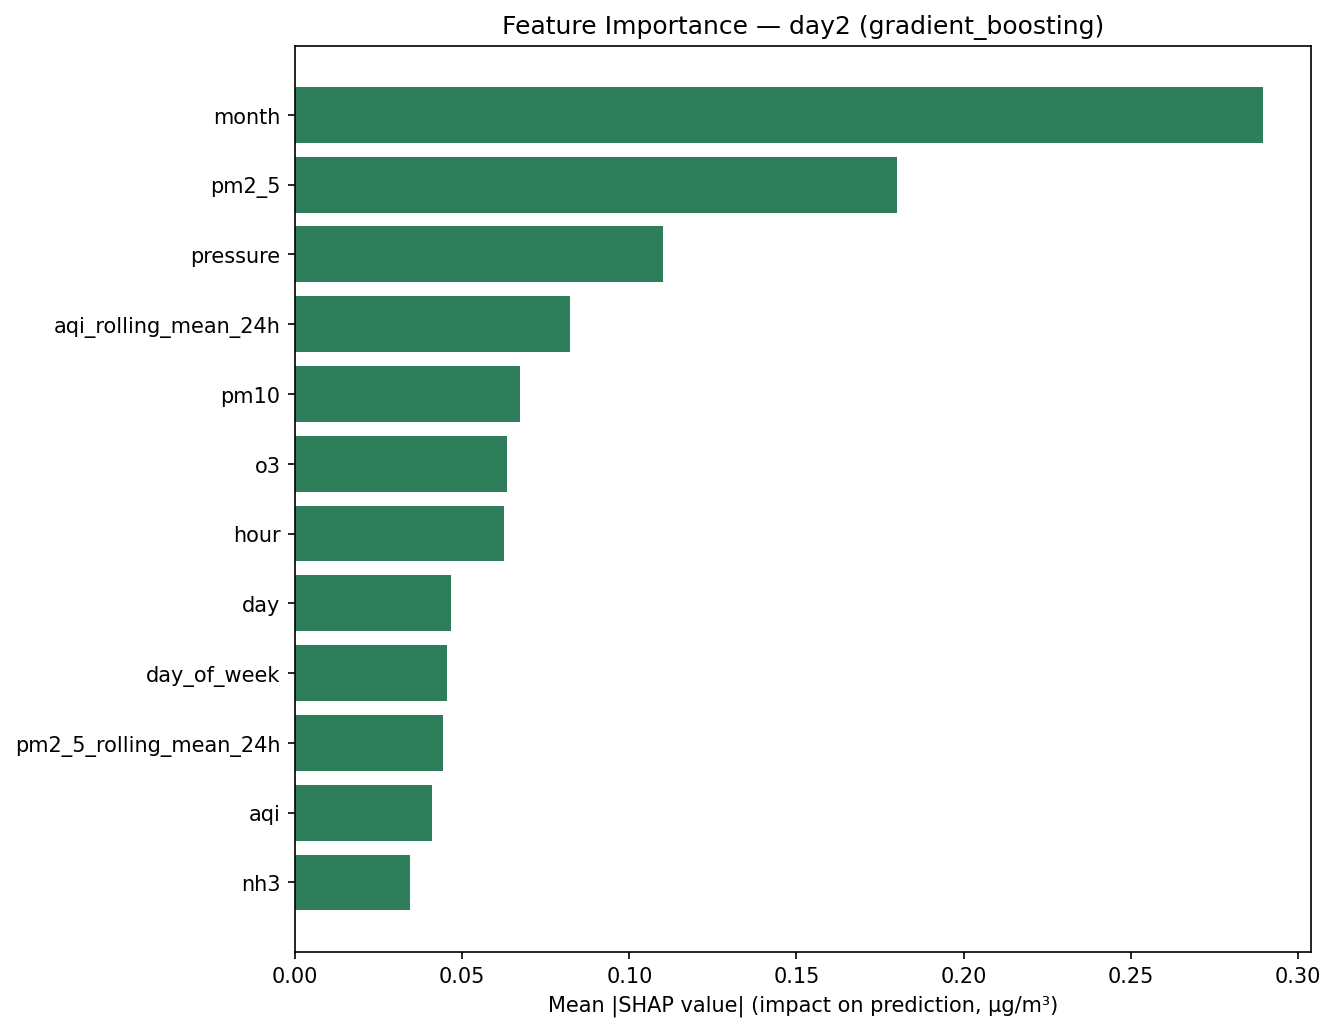 Feature Importance — day2 (gradient_boosting)
month
pm2_5
pressure
aqi_rolling_mean_24h
pm10
o3
hour
day
day_of_week
pm2_5_rolling_mean_24h
aqi
nh3
0.00 0.05 0.10 0.15 0.20 0.25 0.30
Mean |SHAP value| (impact on prediction, µg/m³)